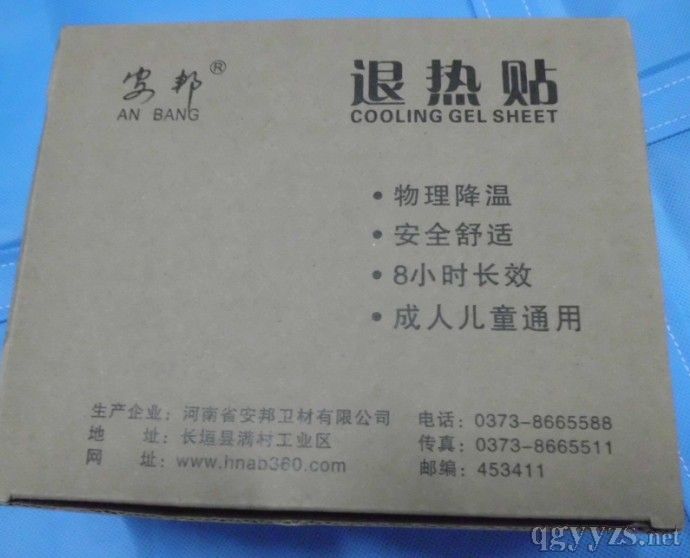 安邦®
AN BANG
退热贴
COOLING GEL SHEET
•物理降温
•安全舒适
•8小时长效
•成人儿童通用
生产企业：河南省安邦卫材有限公司
地 址：长垣县满村工业区
网 址：www.hnab360.com
电话：0373-8665588
传真：0373-8665511
邮编：453411
qgyyzs.net